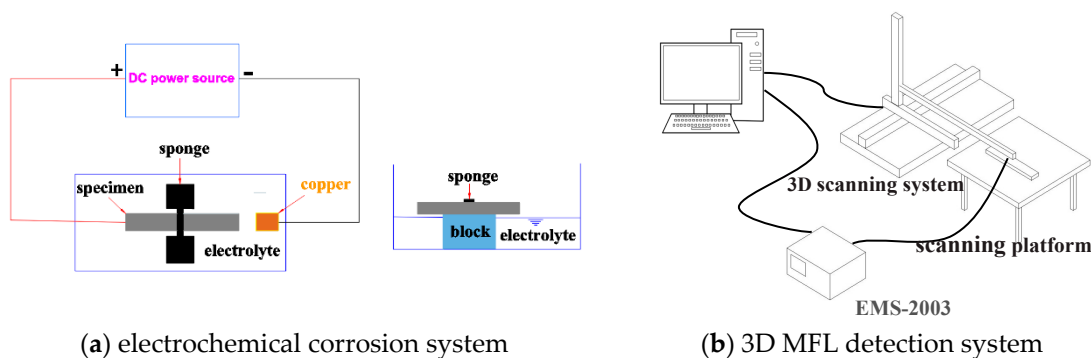 +
DC power source
-
sponge
specimen
copper
electrolyte
sponge
block
electrolyte
(a) electrochemical corrosion system
3D scanning system
scanning platform
EMS-2003
(b) 3D MFL detection system